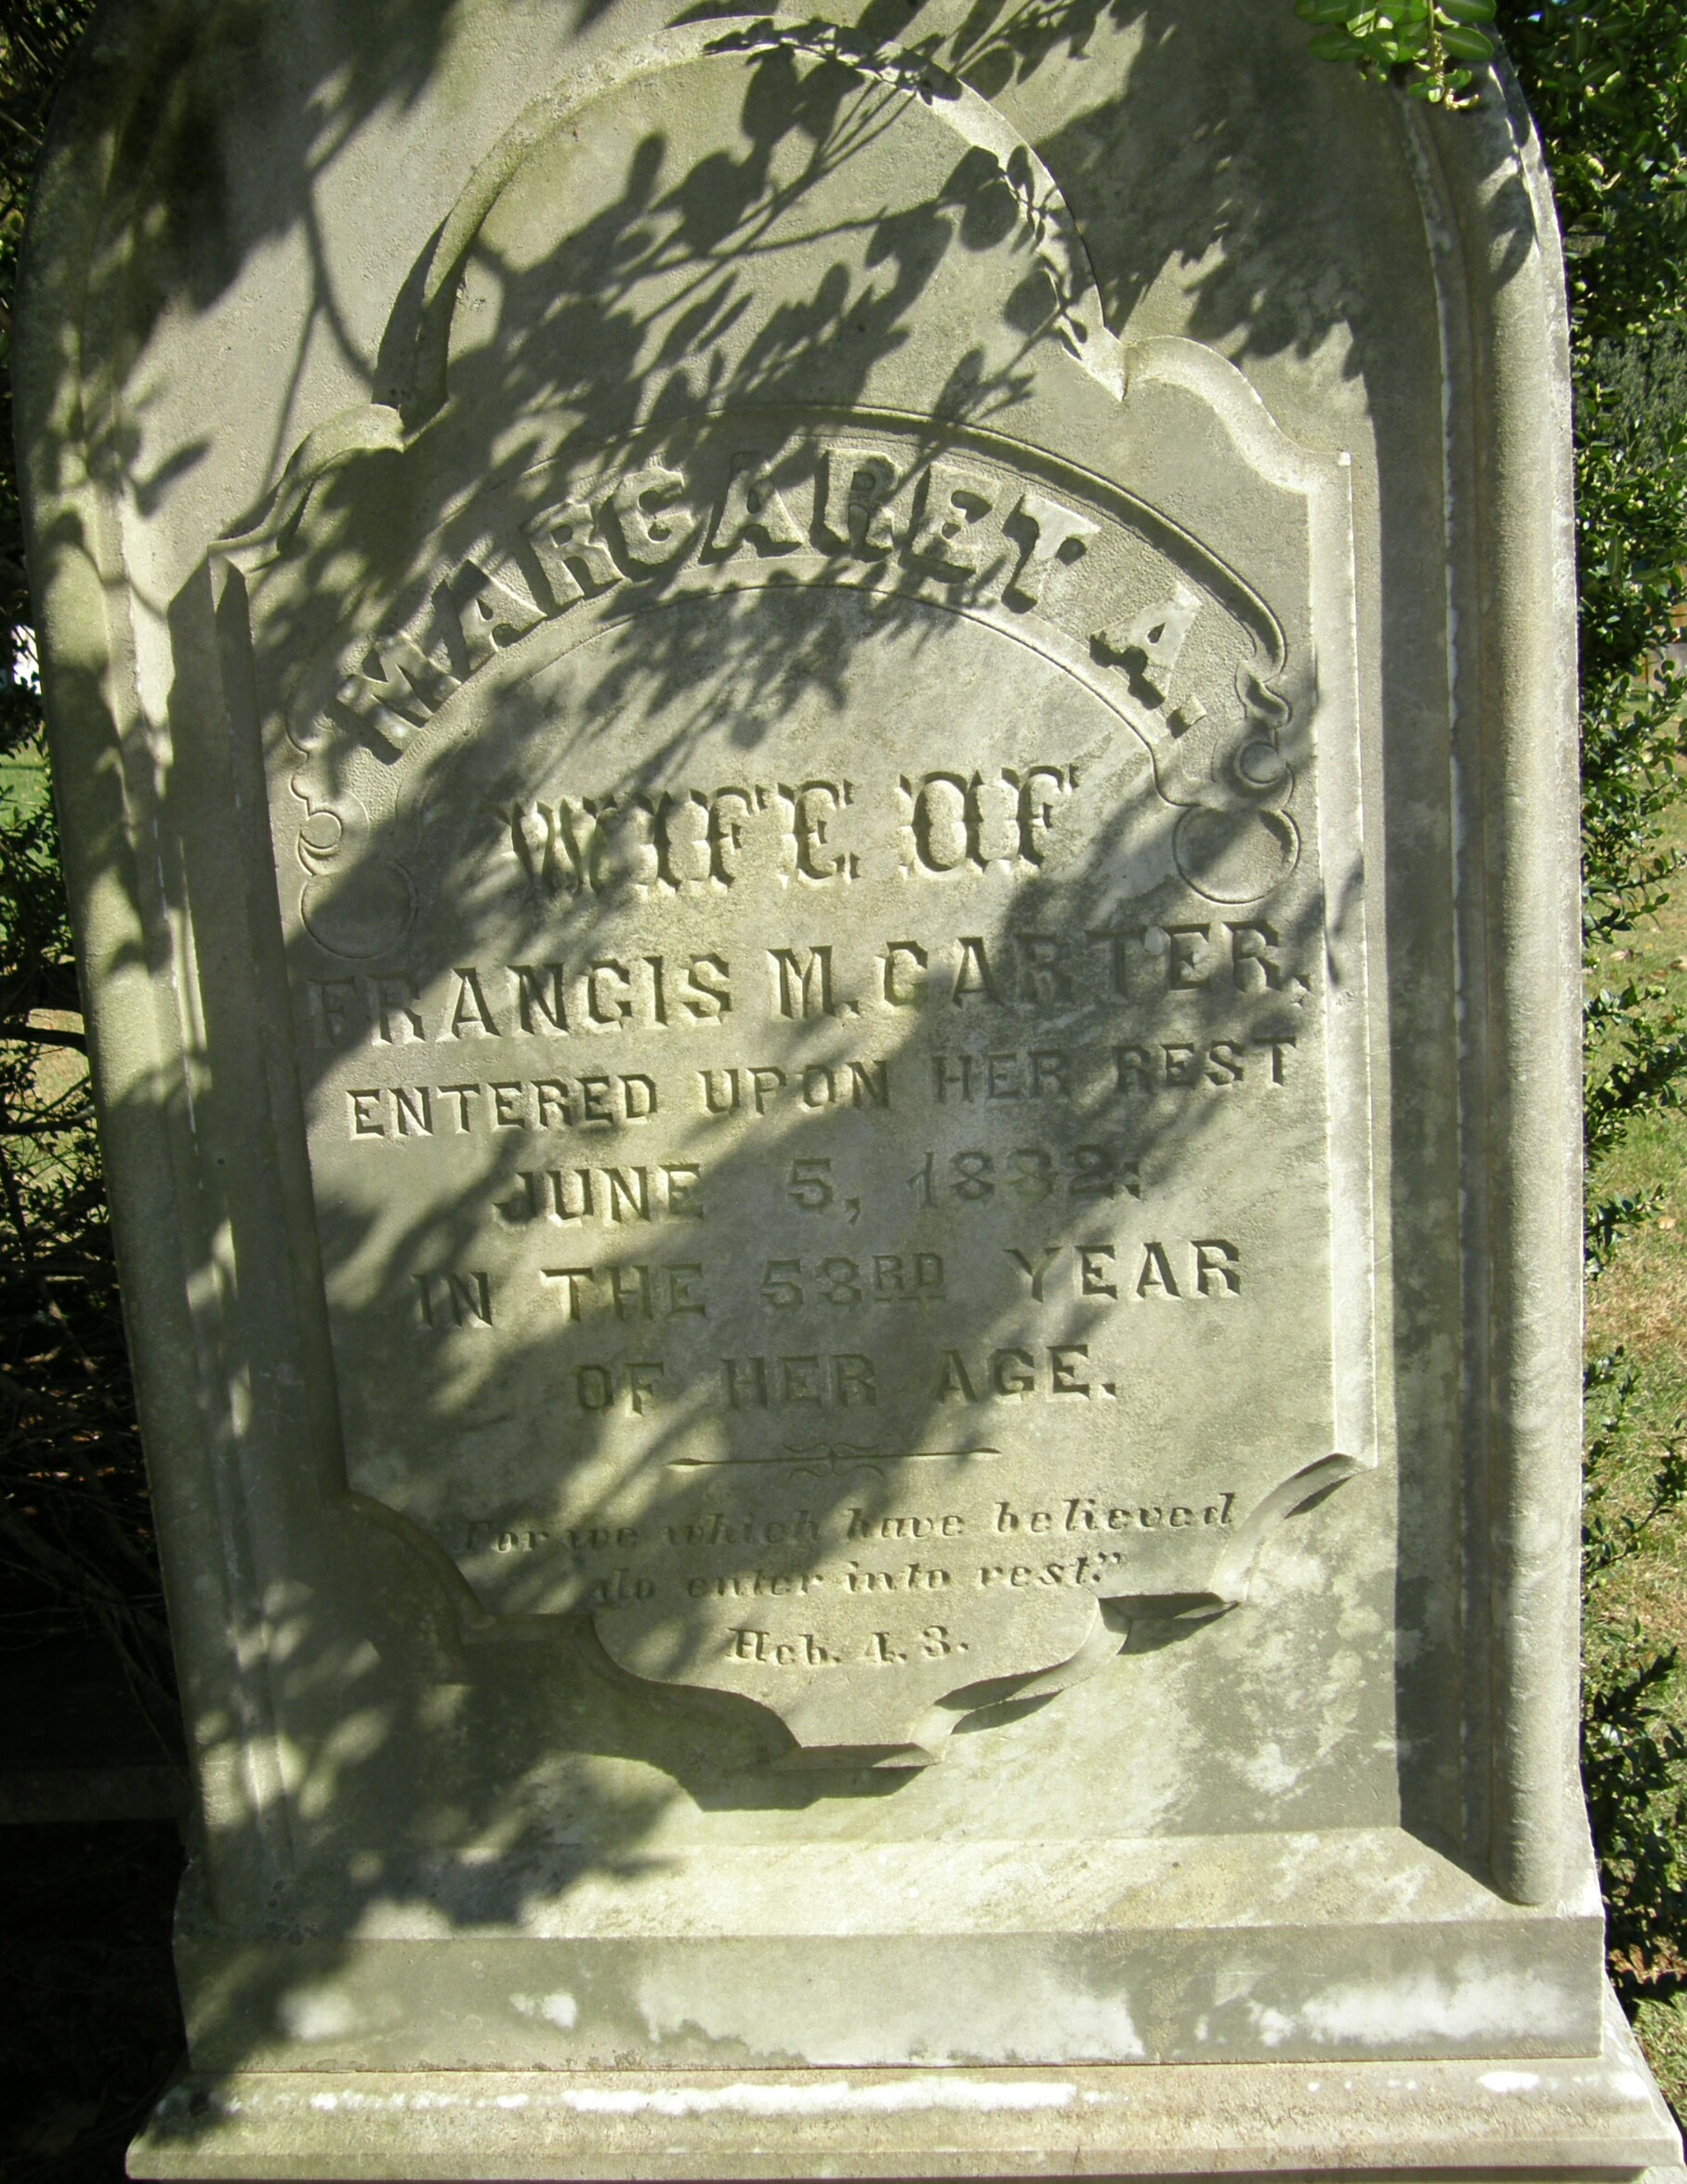 MARGARET A.
WIFE OF
FRANCIS M. CARTER,
ENTERED UPON HER REST
JUNE 5, 1882:
IN THE 53RD YEAR
OF HER AGE.
"For we which have believed
do enter into rest."
Heb. 4. 3.